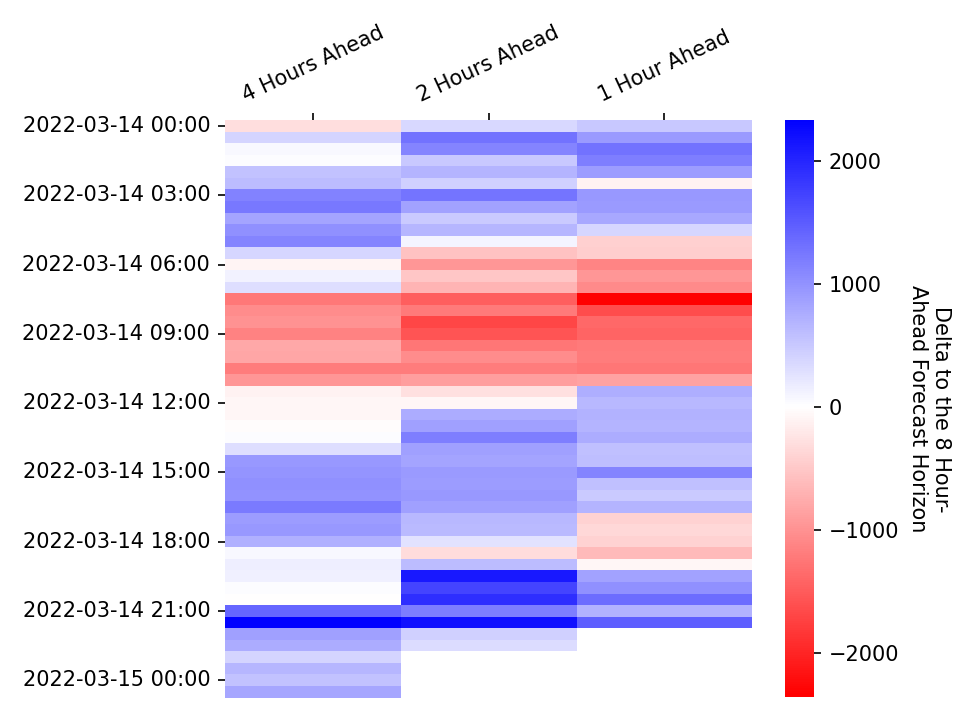 4 Hours Ahead
2 Hours Ahead
1 Hour Ahead
2022-03-14 00:00
2022-03-14 03:00
2022-03-14 06:00
2022-03-14 09:00
2022-03-14 12:00
2022-03-14 15:00
2022-03-14 18:00
2022-03-14 21:00
2022-03-15 00:00
2000
1000
0
−1000
−2000
Delta to the 8 Hour-
Ahead Forecast Horizon